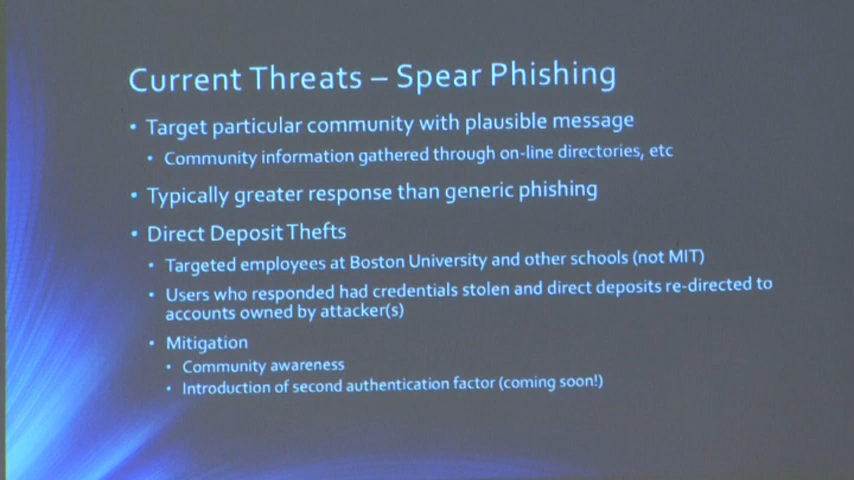 Current Threats – Spear Phishing
• Target particular community with plausible message
• Community information gathered through on-line directories, etc
• Typically greater response than generic phishing
• Direct Deposit Thefts
• Targeted employees at Boston University and other schools (not MIT)
• Users who responded had credentials stolen and direct deposits re-directed to
accounts owned by attacker(s)
• Mitigation
• Community awareness
• Introduction of second authentication factor (coming soon!)